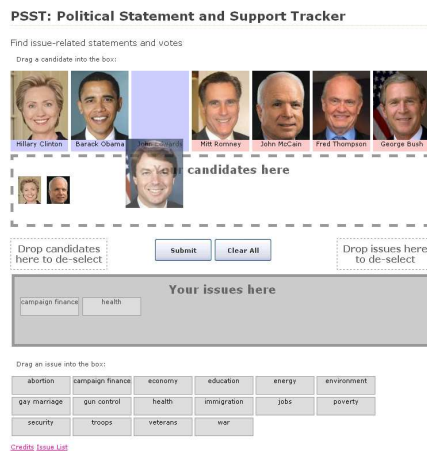 PSST: Political Statement and Support Tracker
Find issue-related statements and votes
Drag a candidate into the box:
Hillary Clinton Barack Obama John Edwards Mitt Romney John McCain Fred Thompson George Bush
Your candidates here
Drop candidates
here to de-select
Submit Clear All
Drop issues here
to de-select
Your issues here
campaign finance health
Drag an issue into the box:
abortion campaign finance economy education energy environment
gay marriage gun control health immigration jobs poverty
security troops veterans war
Credits Issue List